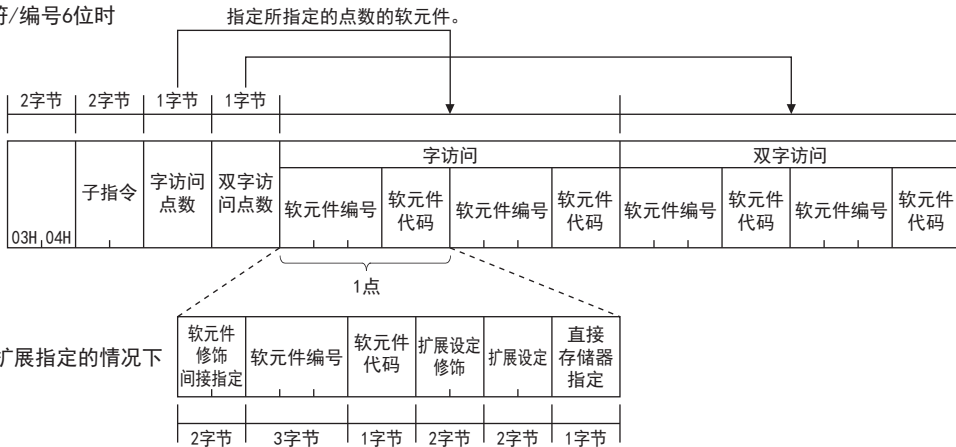 符/编号6位时
指定所指定的点数的软元件。
2字节 2字节 1字节 1字节
字访问 双字访问
03H,04H 子指令 字访问点数 双字访问点数 软元件编号 软元件代码 软元件编号 软元件代码 软元件编号 软元件代码 软元件编号 软元件代码
1点
扩展指定的情况下
软元件修饰间接指定 软元件编号 软元件代码 扩展设定修饰 扩展设定 直接存储器指定
2字节 3字节 1字节 2字节 2字节 1字节